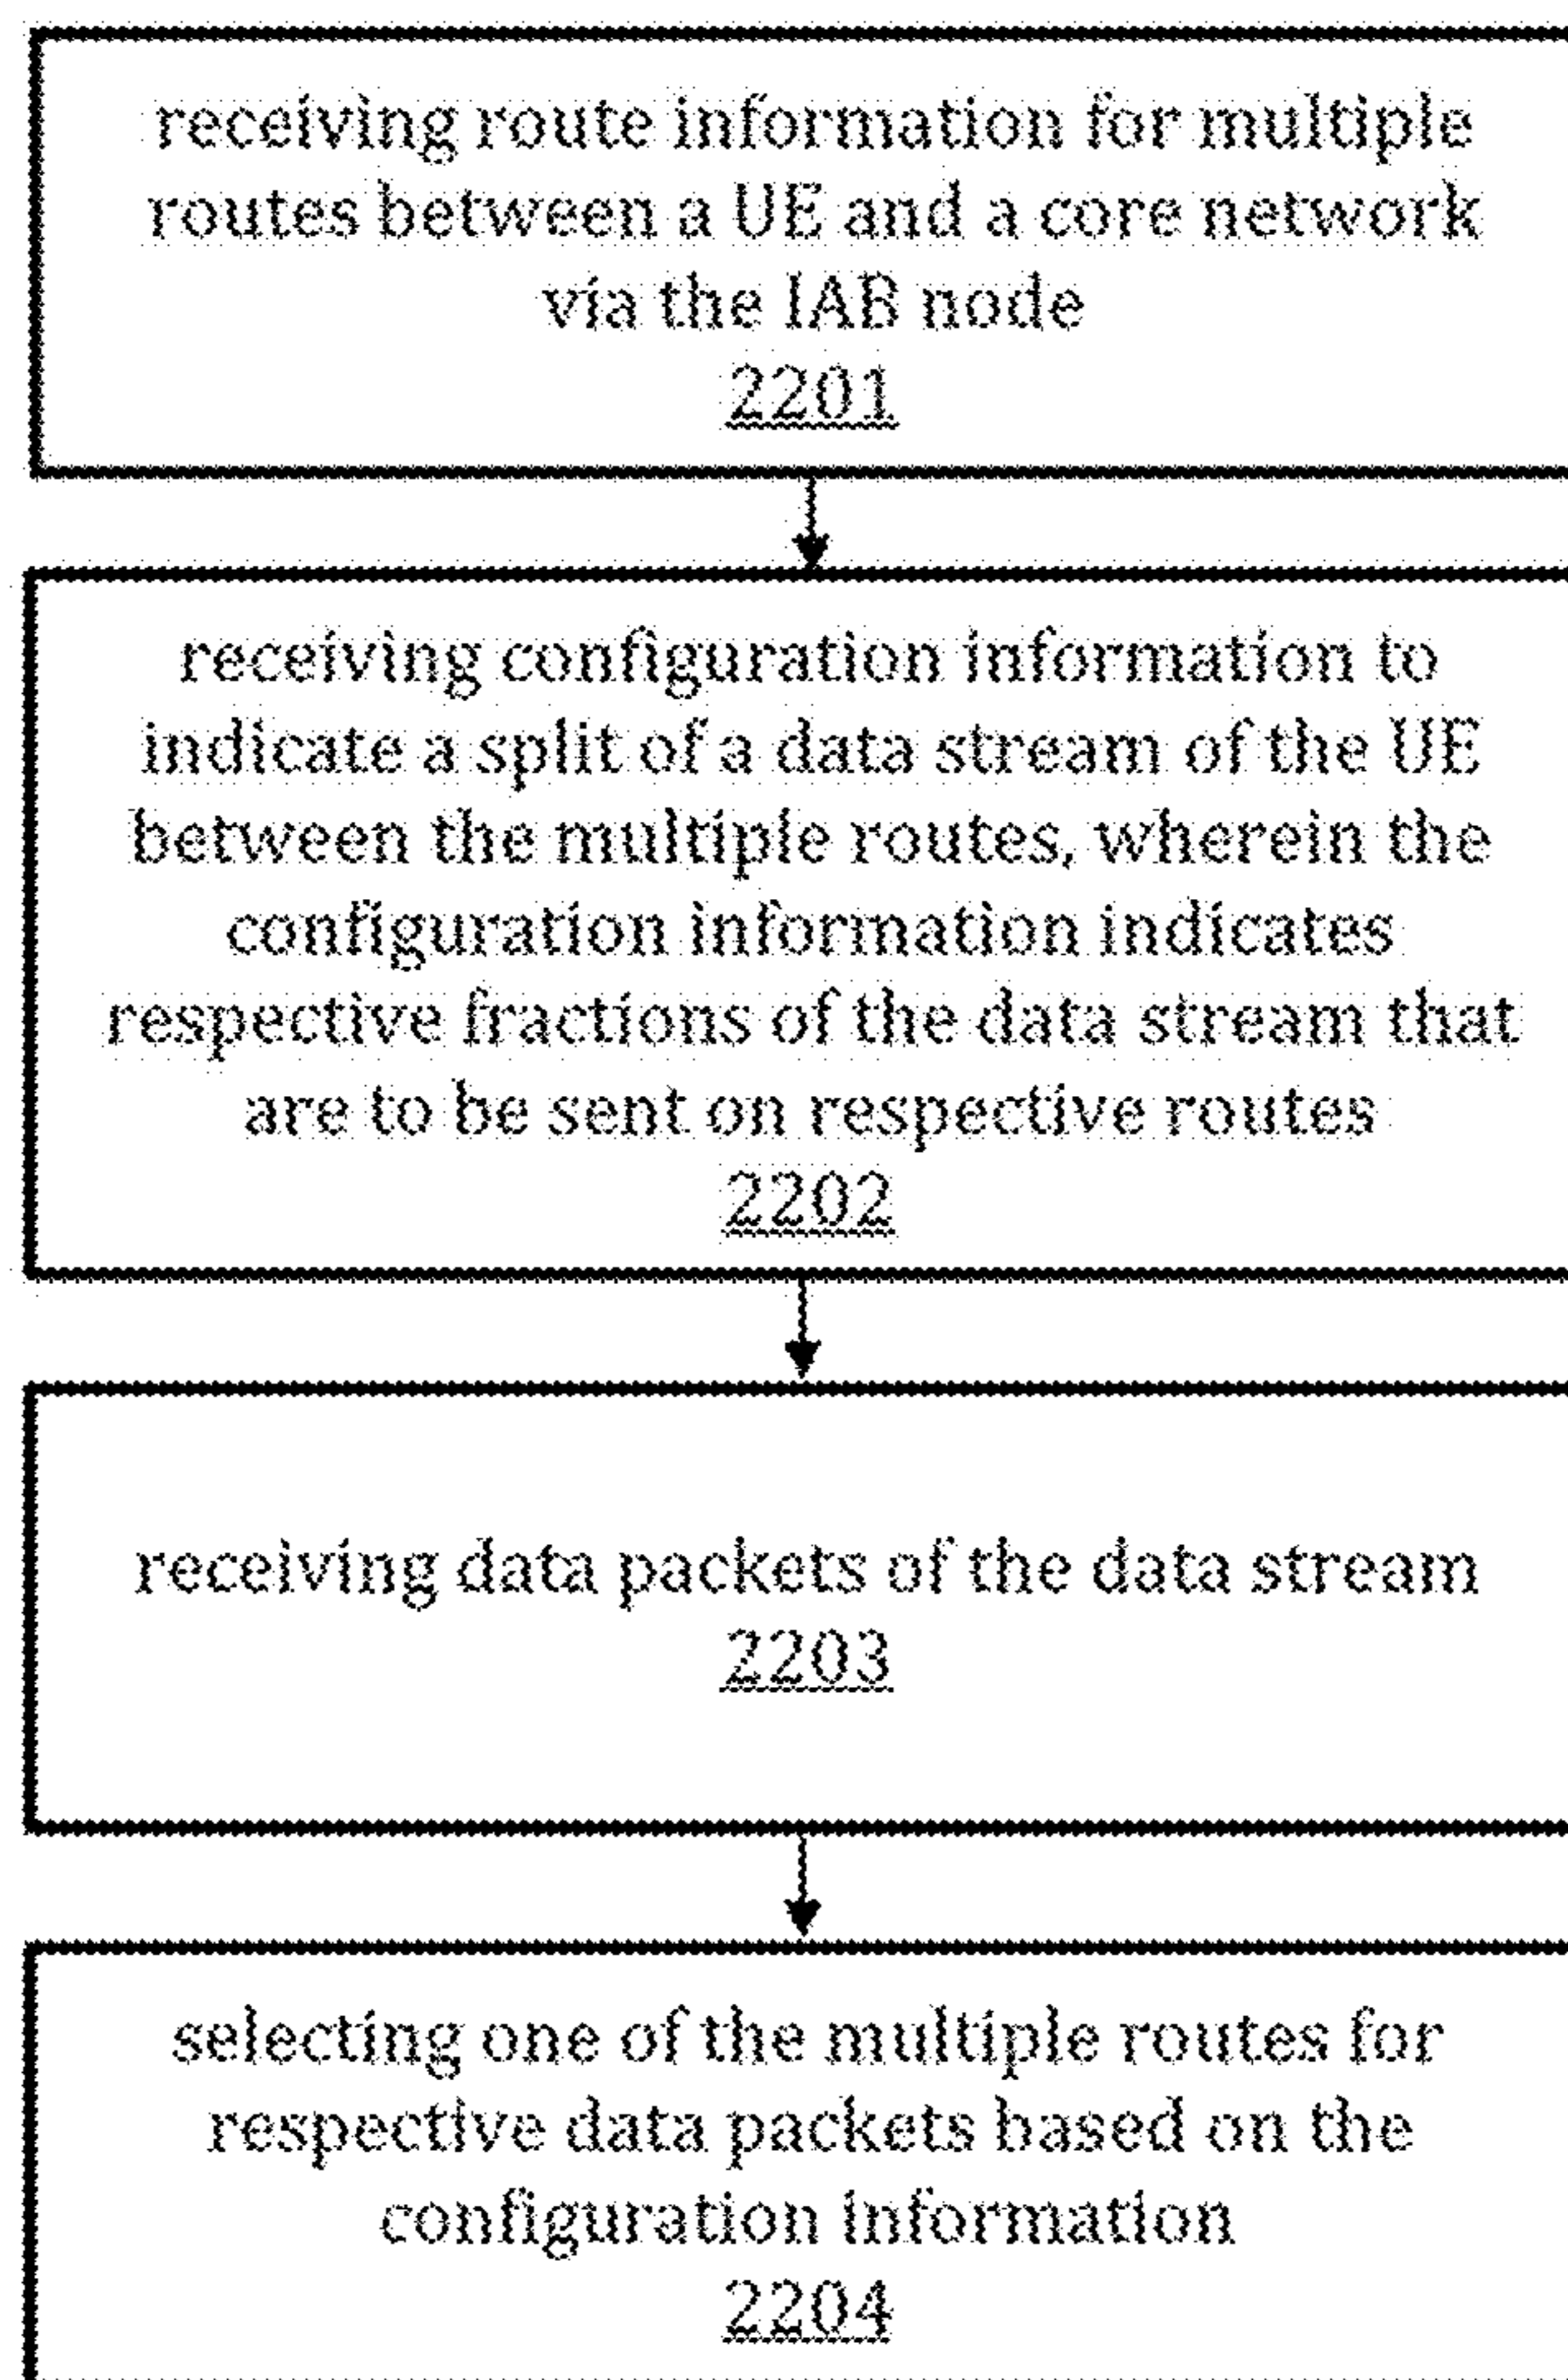 receiving route information for multiple
routes between a UE and a core network
via the IAB node
2201
receiving configuration information to
indicate a split of a data stream of the UE
between the multiple routes, wherein the
configuration information indicates
respective fractions of the data stream that
are to be sent on respective routes
2202
receiving data packets of the data stream
2203
selecting one of the multiple routes for
respective data packets based on the
configuration information
2204